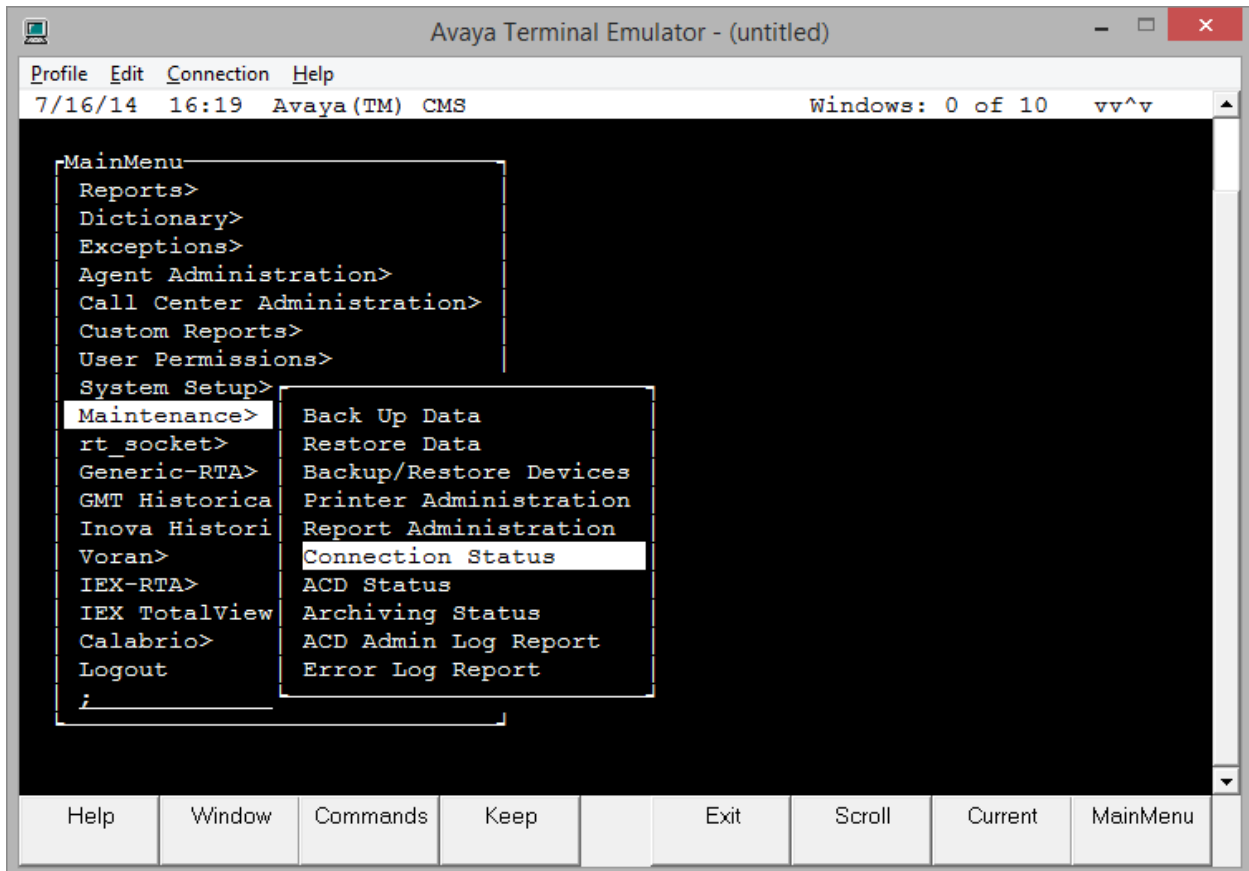 Avaya Terminal Emulator - (untitled)
Profile Edit Connection Help
7/16/14 16:19 Avaya(TM) CMS Windows: 0 of 10 vv^v
MainMenu
Reports>
Dictionary>
Exceptions>
Agent Administration>
Call Center Administration>
Custom Reports>
User Permissions>
System Setup>
Maintenance> Back Up Data
rt_socket> Restore Data
Generic-RTA> Backup/Restore Devices
GMT Historica Printer Administration
Inova Histori Report Administration
Voran> Connection Status
IEX-RTA> ACD Status
IEX TotalView Archiving Status
Calabrio> ACD Admin Log Report
Logout Error Log Report
;
Help Window Commands Keep Exit Scroll Current MainMenu